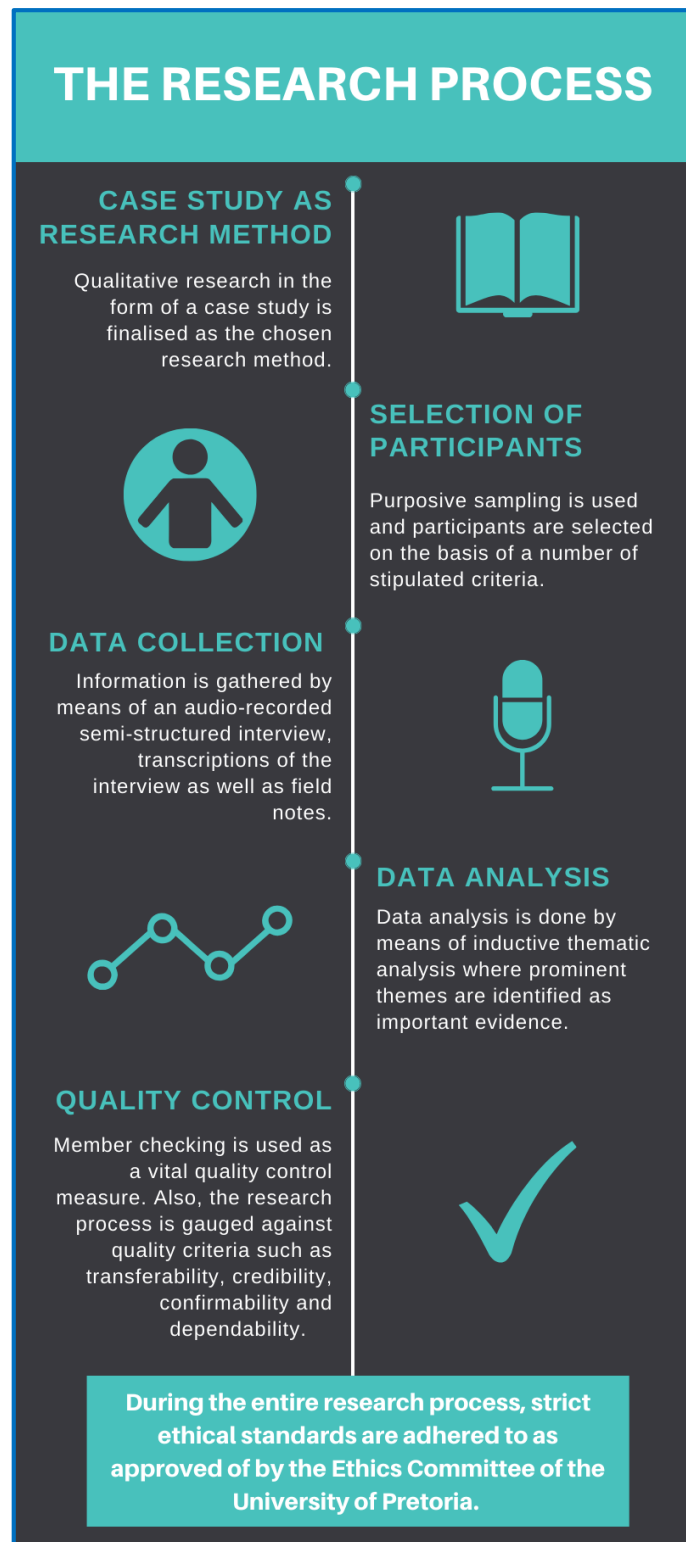 THE RESEARCH PROCESS
CASE STUDY AS
RESEARCH METHOD
Qualitative research in the
form of a case study is
finalised as the chosen
research method.
SELECTION OF
PARTICIPANTS
Purposive sampling is used
and participants are selected
on the basis of a number of
stipulated criteria.
DATA COLLECTION
Information is gathered by
means of an audio-recorded
semi-structured interview,
transcriptions of the
interview as well as field
notes.
DATA ANALYSIS
Data analysis is done by
means of inductive thematic
analysis where prominent
themes are identified as
important evidence.
QUALITY CONTROL
Member checking is used as
a vital quality control
measure. Also, the research
process is gauged against
quality criteria such as
transferability, credibility,
confirmability and
dependability.
During the entire research process, strict
ethical standards are adhered to as
approved of by the Ethics Committee of the
University of Pretoria.